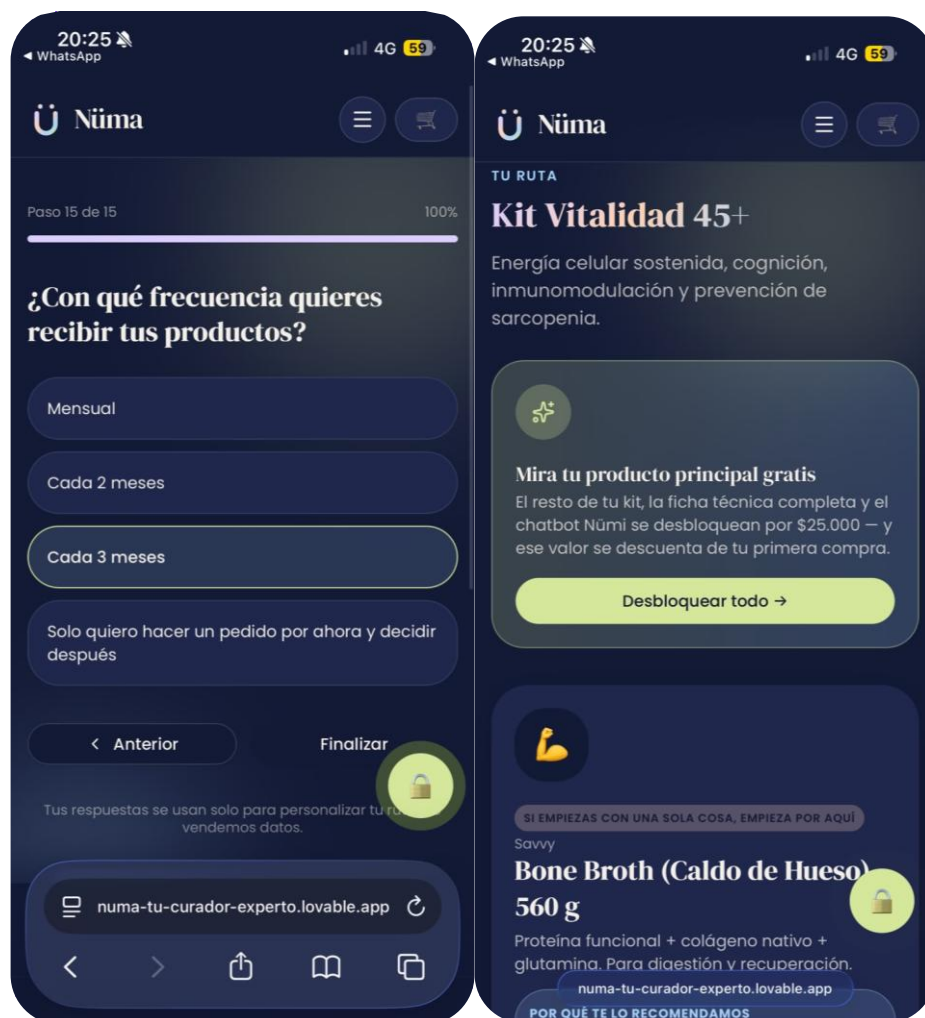 20:25
WhatsApp
4G 59
Nüma
Paso 15 de 15
100%
¿Con qué frecuencia quieres
recibir tus productos?
Mensual
Cada 2 meses
Cada 3 meses
Solo quiero hacer un pedido por ahora y decidir
después
Anterior
Finalizar
Tus respuestas se usan solo para personalizar tu
vendemos datos.
numa-tu-curador-experto.lovable.app
20:25
WhatsApp
4G 59
Nüma
TU RUTA
Kit Vitalidad 45+
Energía celular sostenida, cognición,
inmunomodulación y prevención de
sarcopenia.
Mira tu producto principal gratis
El resto de tu kit, la ficha técnica completa y el
chatbot Nümi se desbloquean por $25.000 — y
ese valor se descuenta de tu primera compra.
Desbloquear todo →
SI EMPIEZAS CON UNA SOLA COSA, EMPIEZA POR AQUÍ
Savvy
Bone Broth (Caldo de Hueso)
560 g
Proteína funcional + colágeno nativo +
glutamina. Para digestión y recuperación.
numa-tu-curador-experto.lovable.app
POR QUÉ TE LO RECOMENDAMOS